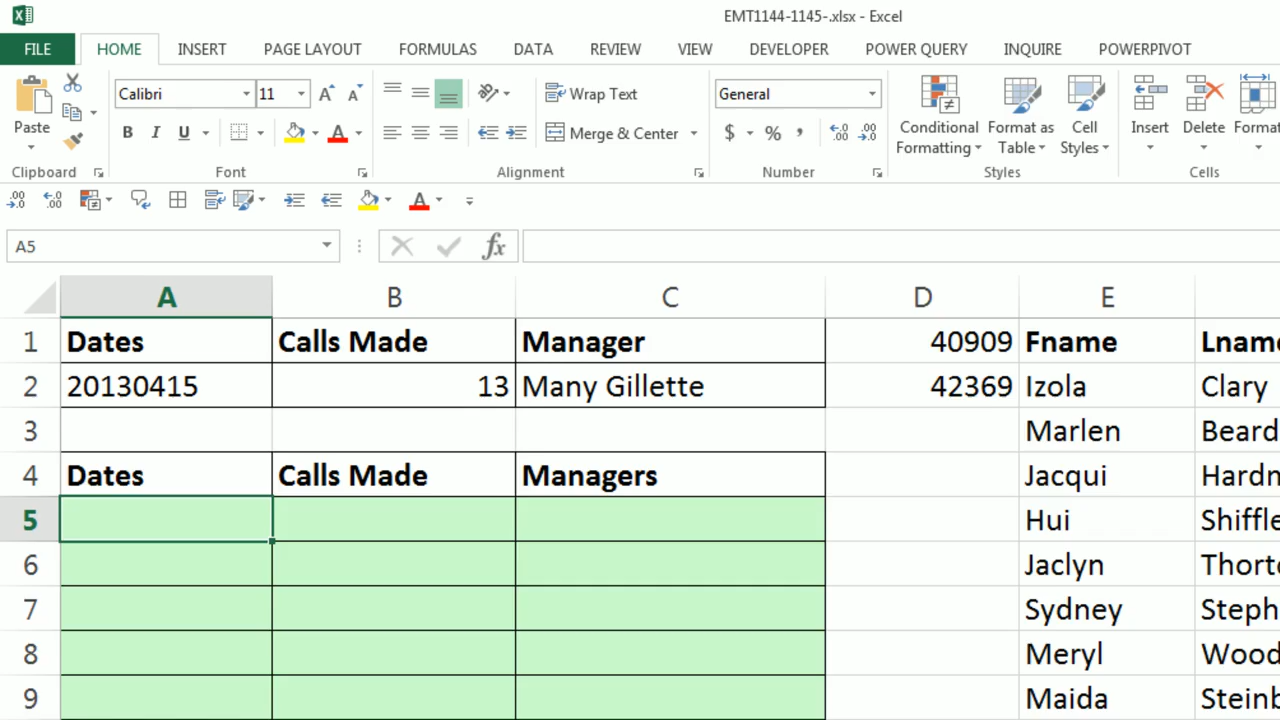 EMT1144-1145-.xlsx - Excel
FILE HOME INSERT PAGE LAYOUT FORMULAS DATA REVIEW VIEW DEVELOPER POWER QUERY INQUIRE POWERPIVOT
Calibri 11 Wrap Text General
Paste B I U A Merge & Center $ % , Conditional Formatting Format as Table Cell Styles Insert Delete Format
Clipboard Font Alignment Number Styles Cells
A5 fx
A B C D E
1 Dates Calls Made Manager 40909 Fname Lname
2 20130415 13 Many Gillette 42369 Izola Clary
3 Marlen Beard
4 Dates Calls Made Managers Jacqui Hardn
5 Hui Shiffle
6 Jaclyn Thort
7 Sydney Steph
8 Meryl Wood
9 Maida Steinb